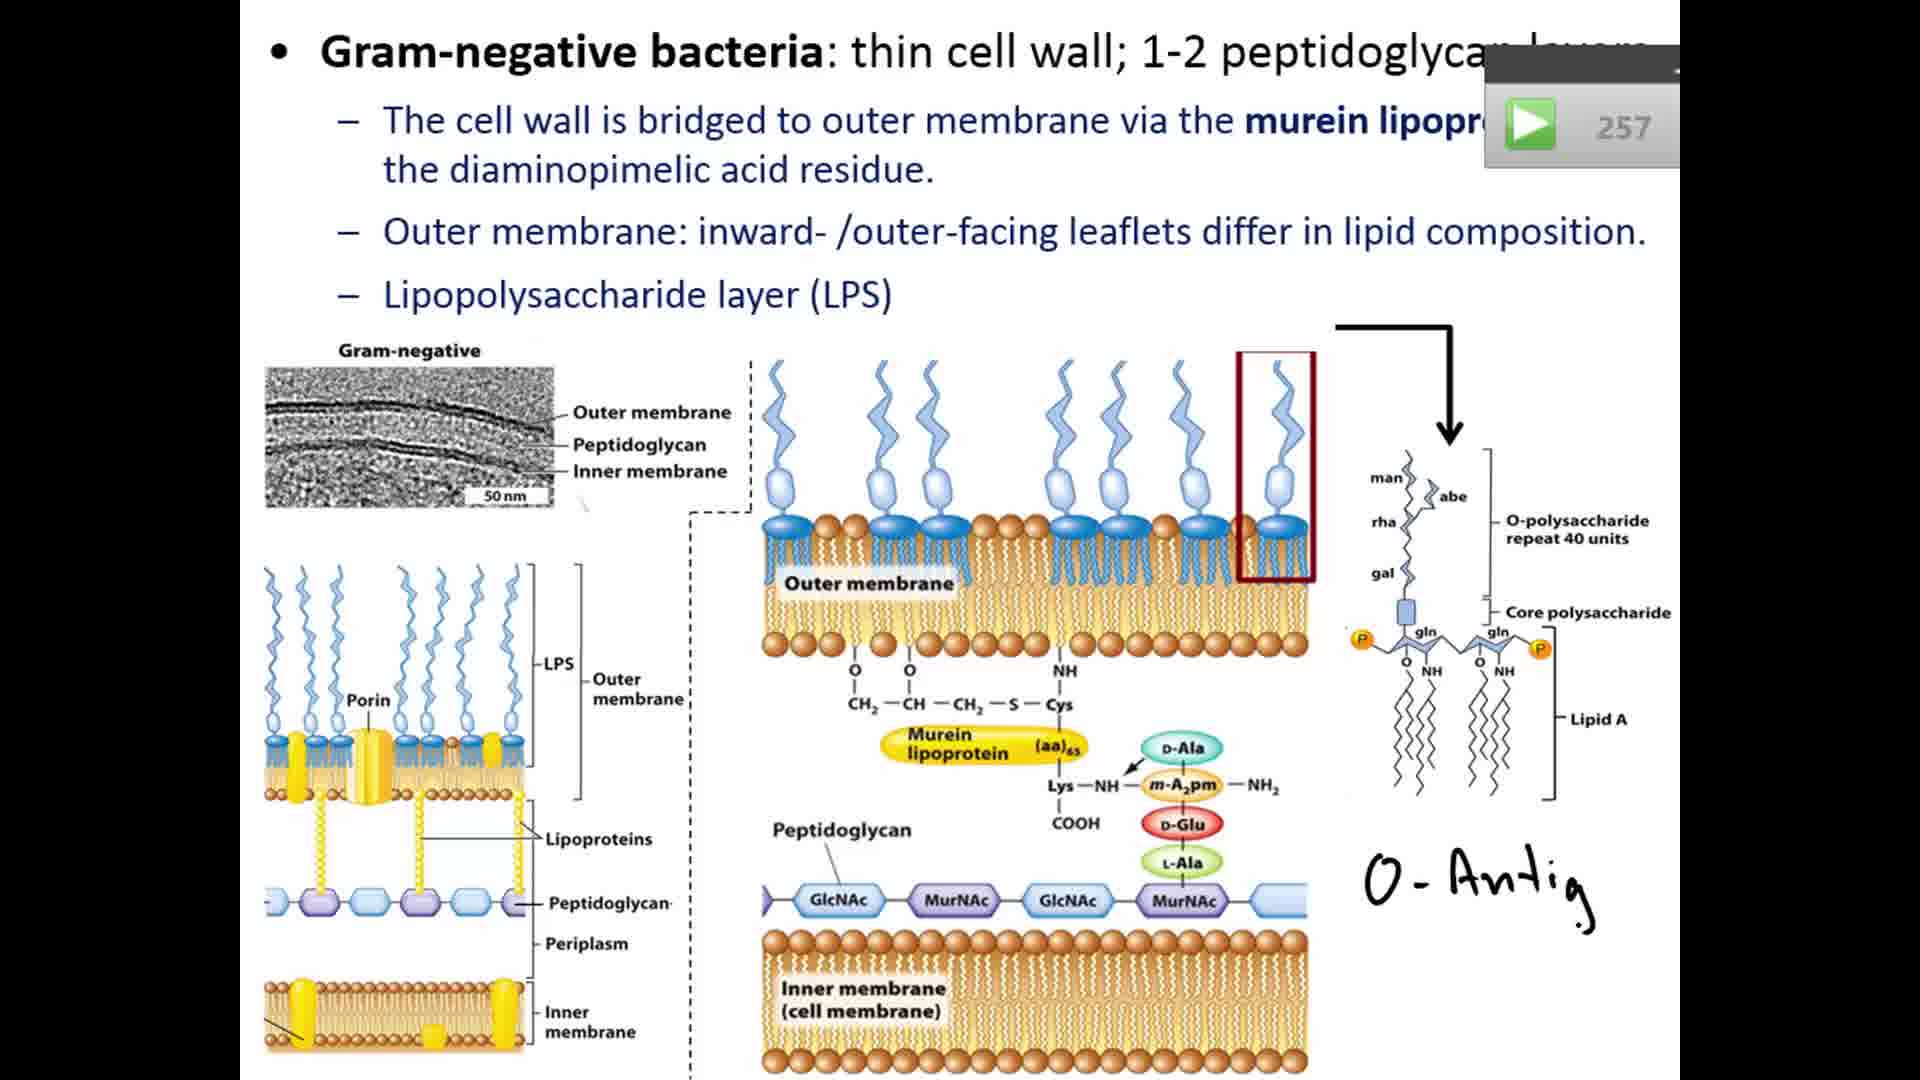 • Gram-negative bacteria: thin cell wall; 1-2
– The cell wall is bridged to outer membrane via the murein
the diaminopimelic acid residue.
– Outer membrane: inward- /outer-facing leaflets differ in lipid composition.
– Lipopolysaccharide layer (LPS)
257
Gram-negative
Outer membrane
Peptidoglycan
Inner membrane
50 nm
LPS
Outer
membrane
Porin
Lipoproteins
Peptidoglycan
Periplasm
Inner
membrane
Outer membrane
O O NH
CH₂ — CH — CH₂ — S — Cys
Murein
lipoprotein
(aa)₆₅
Lys — NH — m-A₂pm — NH₂
COOH
D-Ala
D-Glu
L-Ala
Peptidoglycan
GlcNAc MurNAc GlcNAc MurNAc
Inner membrane
(cell membrane)
man
abe
rha
gal
O-polysaccharide
repeat 40 units
Core polysaccharide
gln gln
P P
O NH O NH
Lipid A
O-Antig